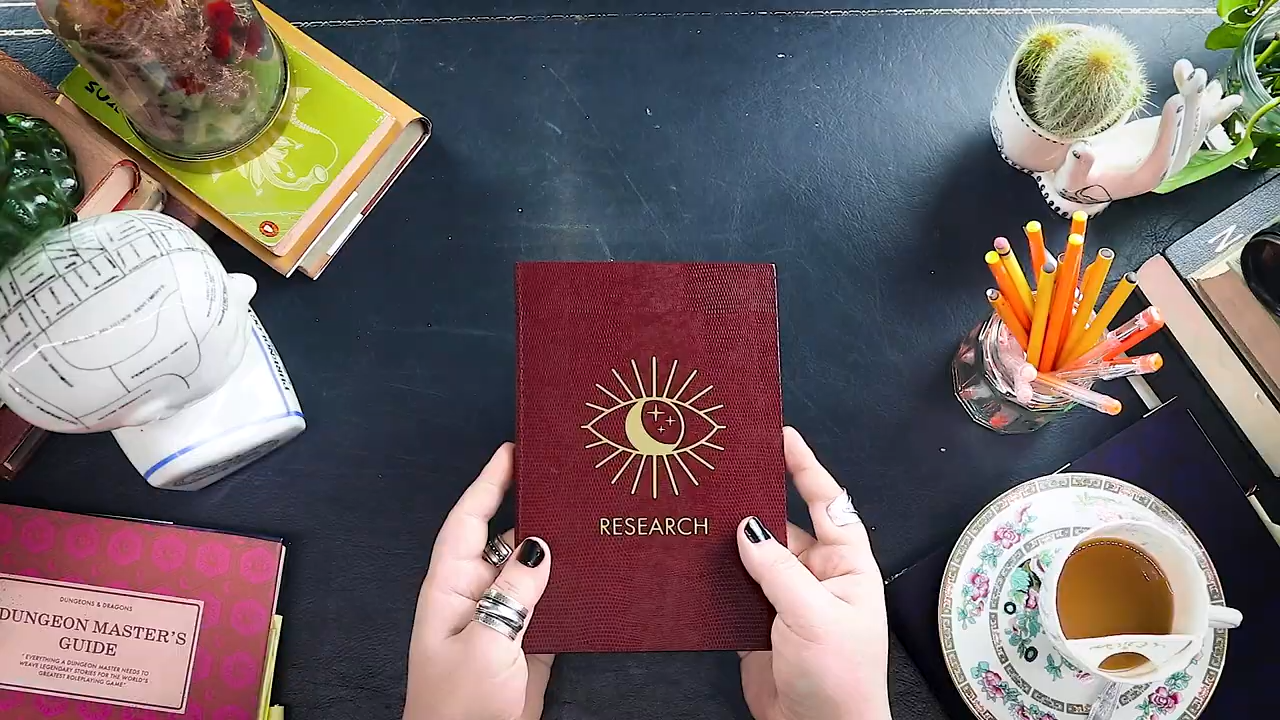 RESEARCH
DUNGEONS & DRAGONS
DUNGEON MASTER'S
GUIDE
"EVERYTHING A DUNGEON MASTER NEEDS TO
WEAVE LEGENDARY STORIES FOR THE WORLD'S
GREATEST ROLEPLAYING GAME"